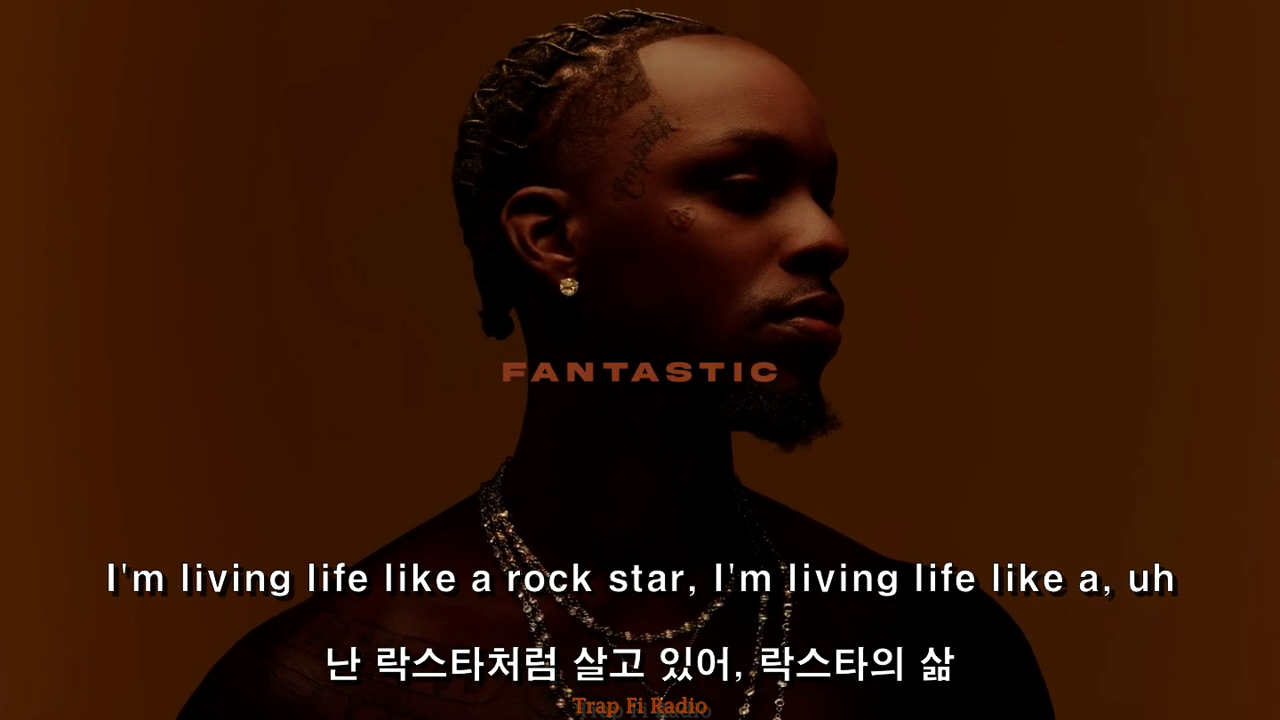 FANTASTIC
I'm living life like a rock star, I'm living life like a, uh
난 락스타처럼 살고 있어, 락스타의 삶
Trap Fi Radio